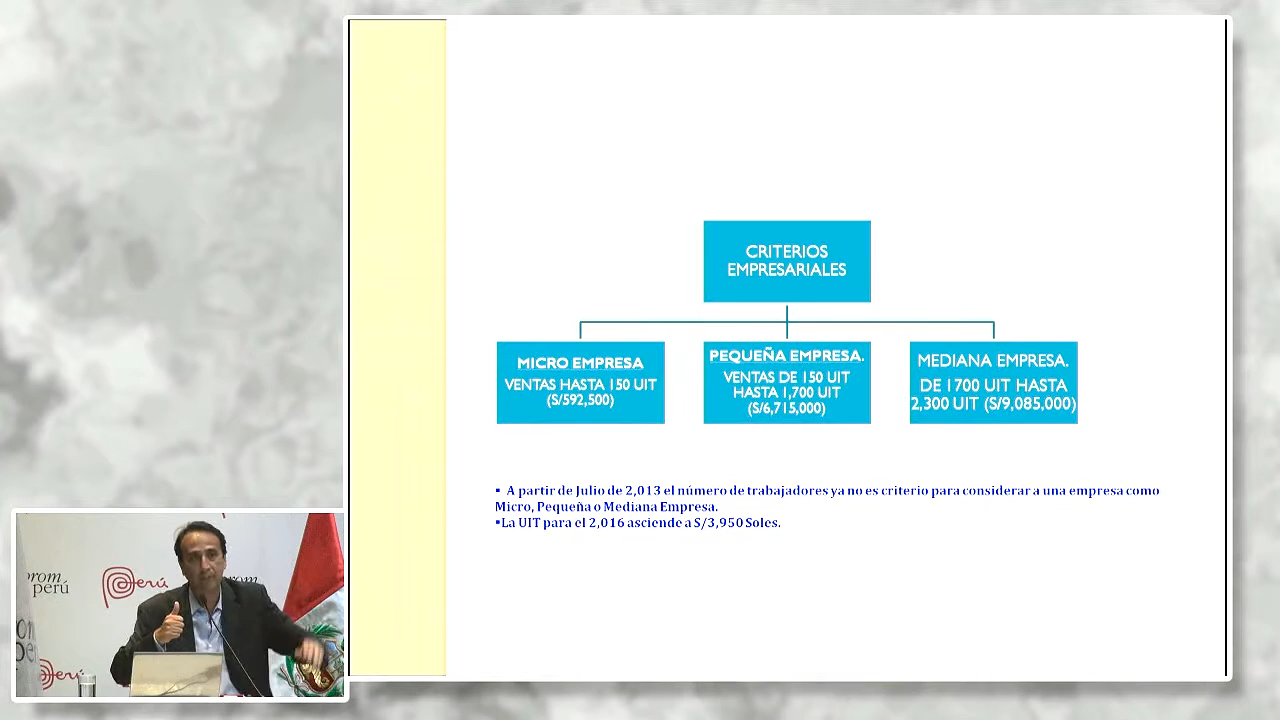 CRITERIOS
EMPRESARIALES
MICRO EMPRESA
VENTAS HASTA 150 UIT
(S/592,500)
PEQUEÑA EMPRESA.
VENTAS DE 150 UIT
HASTA 1,700 UIT
(S/6,715,000)
MEDIANA EMPRESA.
DE 1700 UIT HASTA
2,300 UIT (S/9,085,000)
▪ A partir de Julio de 2,013 el número de trabajadores ya no es criterio para considerar a una empresa como
Micro, Pequeña o Mediana Empresa.
▪La UIT para el 2,016 asciende a S/3,950 Soles.
prom
perú
Perú